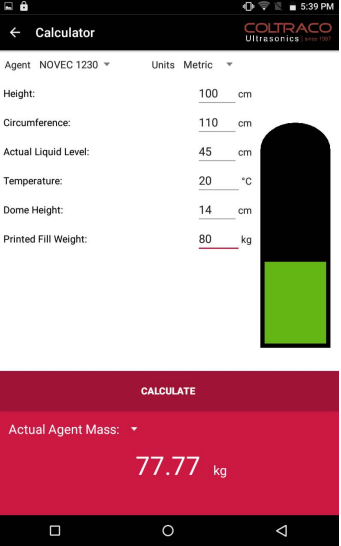 5:39 PM
Calculator
COLTRACO
Ultrasonics | since 1987
Agent NOVEC 1230 Units Metric
Height: 100 cm
Circumference: 110 cm
Actual Liquid Level: 45 cm
Temperature: 20 °C
Dome Height: 14 cm
Printed Fill Weight: 80 kg
CALCULATE
Actual Agent Mass:
77.77 kg